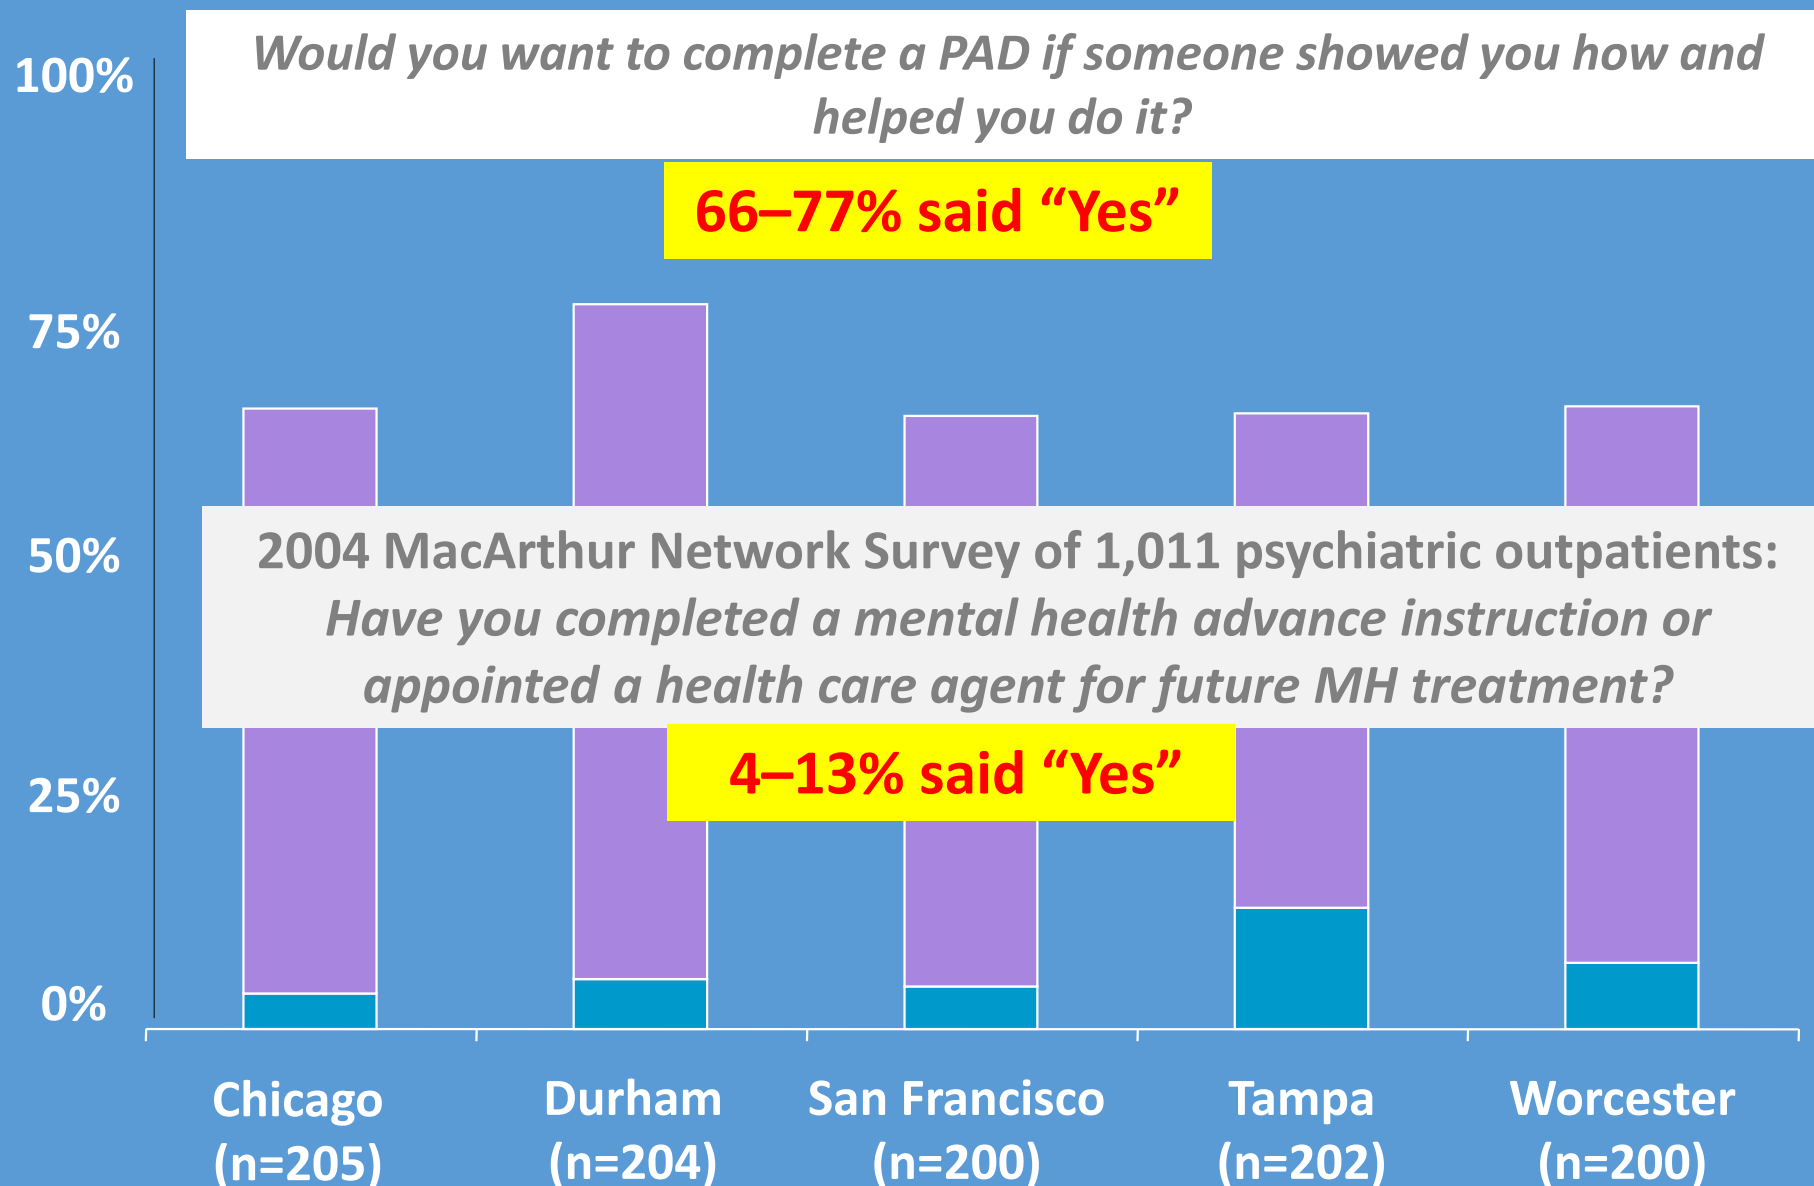 Would you want to complete a PAD if someone showed you how and
helped you do it?
66–77% said “Yes”
100%
75%
50%
25%
0%
2004 MacArthur Network Survey of 1,011 psychiatric outpatients:
Have you completed a mental health advance instruction or
appointed a health care agent for future MH treatment?
4–13% said “Yes”
Chicago
(n=205)
Durham
(n=204)
San Francisco
(n=200)
Tampa
(n=202)
Worcester
(n=200)